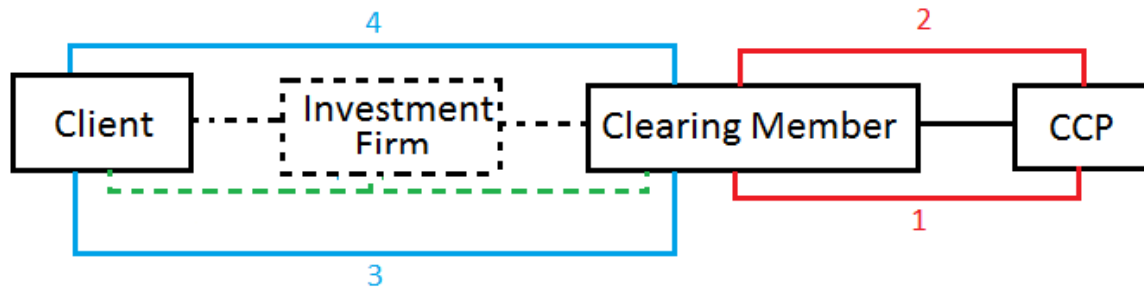 4
2
Client
Investment
Firm
Clearing Member
CCP
3
1